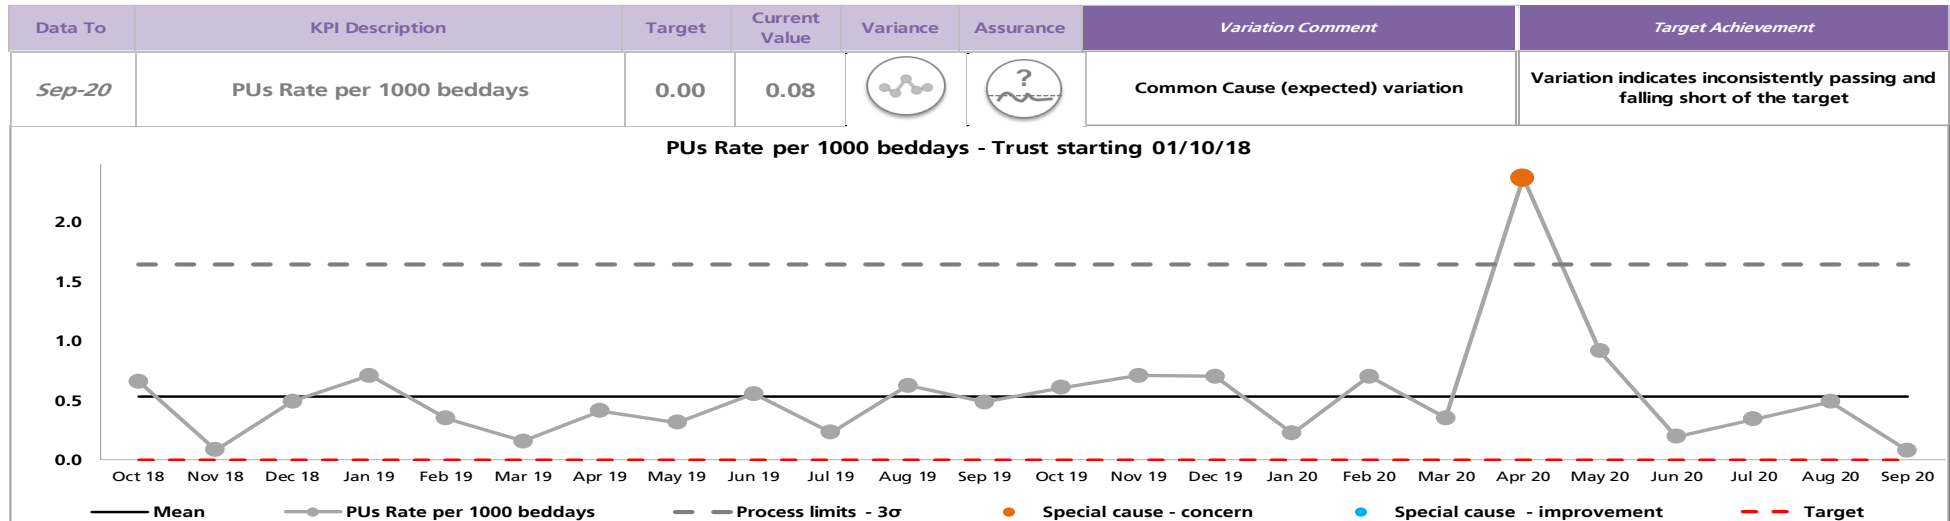 Data To KPI Description Target Current Value Variance Assurance Variation Comment Target Achievement
Sep-20 PUs Rate per 1000 beddays 0.00 0.08 ? Common Cause (expected) variation Variation indicates inconsistently passing and
falling short of the target
PUs Rate per 1000 beddays - Trust starting 01/10/18
2.0
1.5
1.0
0.5
0.0
Oct 18 Nov 18 Dec 18 Jan 19 Feb 19 Mar 19 Apr 19 May 19 Jun 19 Jul 19 Aug 19 Sep 19 Oct 19 Nov 19 Dec 19 Jan 20 Feb 20 Mar 20 Apr 20 May 20 Jun 20 Jul 20 Aug 20 Sep 20
Mean PUs Rate per 1000 beddays Process limits - 3σ Special cause - concern Special cause - improvement Target